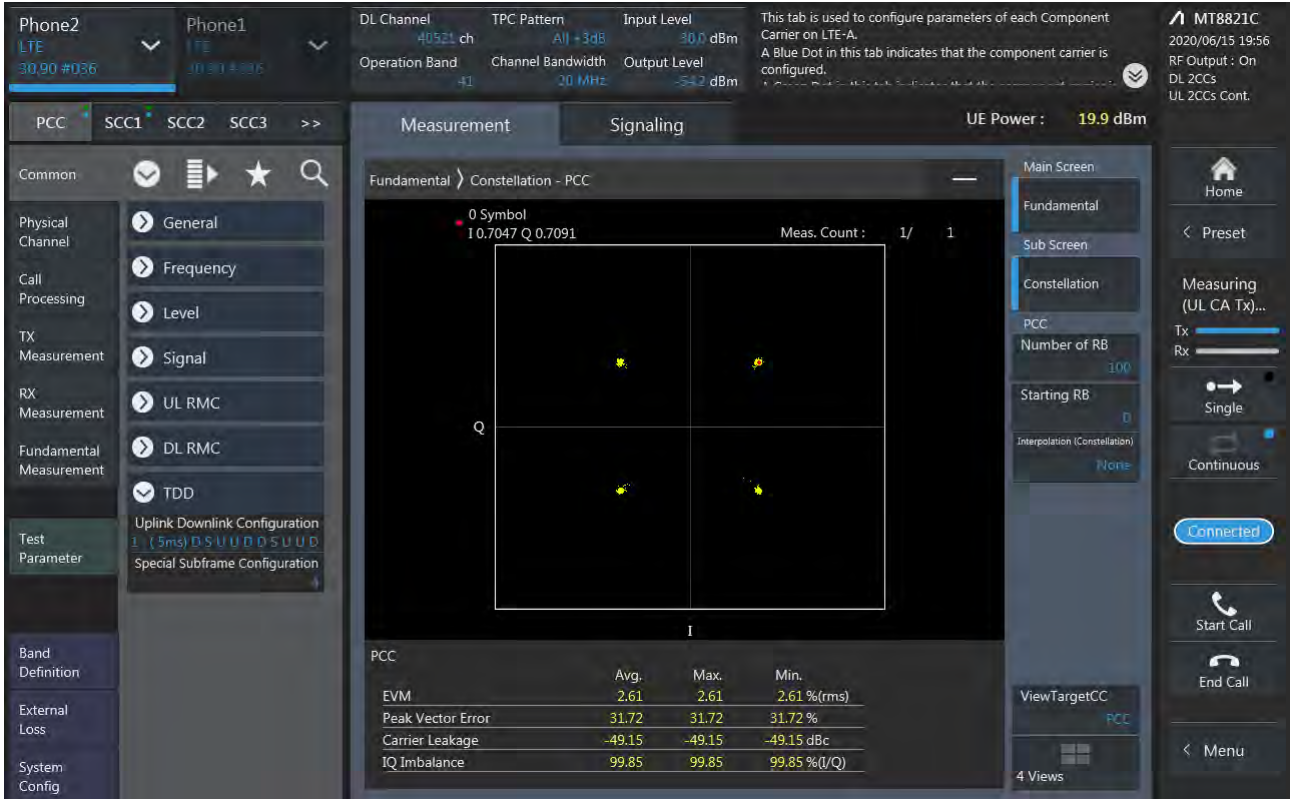 Phone2
LTE
30.90 #036
Phone1
LTE
30.90 #036
DL Channel
40521 ch
Operation Band
41
TPC Pattern
All +3dB
Channel Bandwidth
20 MHz
Input Level
30.0 dBm
Output Level
-54.2 dBm
This tab is used to configure parameters of each Component
Carrier on LTE-A.
A Blue Dot in this tab indicates that the component carrier is
configured.
MT8821C
2020/06/15 19:56
RF Output : On
DL 2CCs
UL 2CCs Cont.
PCC SCC1 SCC2 SCC3 >>
Measurement
Signaling
UE Power : 19.9 dBm
Common
Physical
Channel
Call
Processing
TX
Measurement
RX
Measurement
Fundamental
Measurement
Test
Parameter
Band
Definition
External
Loss
System
Config
General
Frequency
Level
Signal
UL RMC
DL RMC
TDD
Uplink Downlink Configuration
1 (5ms) D S U U D D S U U D
Special Subframe Configuration
4
Fundamental 〉 Constellation - PCC
0 Symbol
I 0.7047 Q 0.7091
Meas. Count : 1/ 1
Q
I
PCC
Avg. Max. Min.
EVM 2.61 2.61 2.61 %(rms)
Peak Vector Error 31.72 31.72 31.72 %
Carrier Leakage -49.15 -49.15 -49.15 dBc
IQ Imbalance 99.85 99.85 99.85 %(I/Q)
Main Screen
Fundamental
Sub Screen
Constellation
PCC
Number of RB
100
Starting RB
0
Interpolation (Constellation)
None
ViewTargetCC
PCC
4 Views
Home
< Preset
Measuring
(UL CA Tx)...
Tx
Rx
Single
Continuous
Connected
Start Call
End Call
< Menu